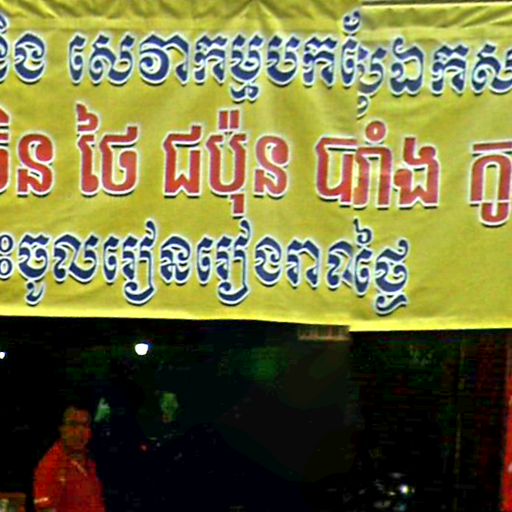 និង សេវាកម្មបកប្រែឯកស
ចិន ថៃ ជប៉ុន បារាំង កូ
ះចូលរៀនរៀងរាល់ថ្ងៃ